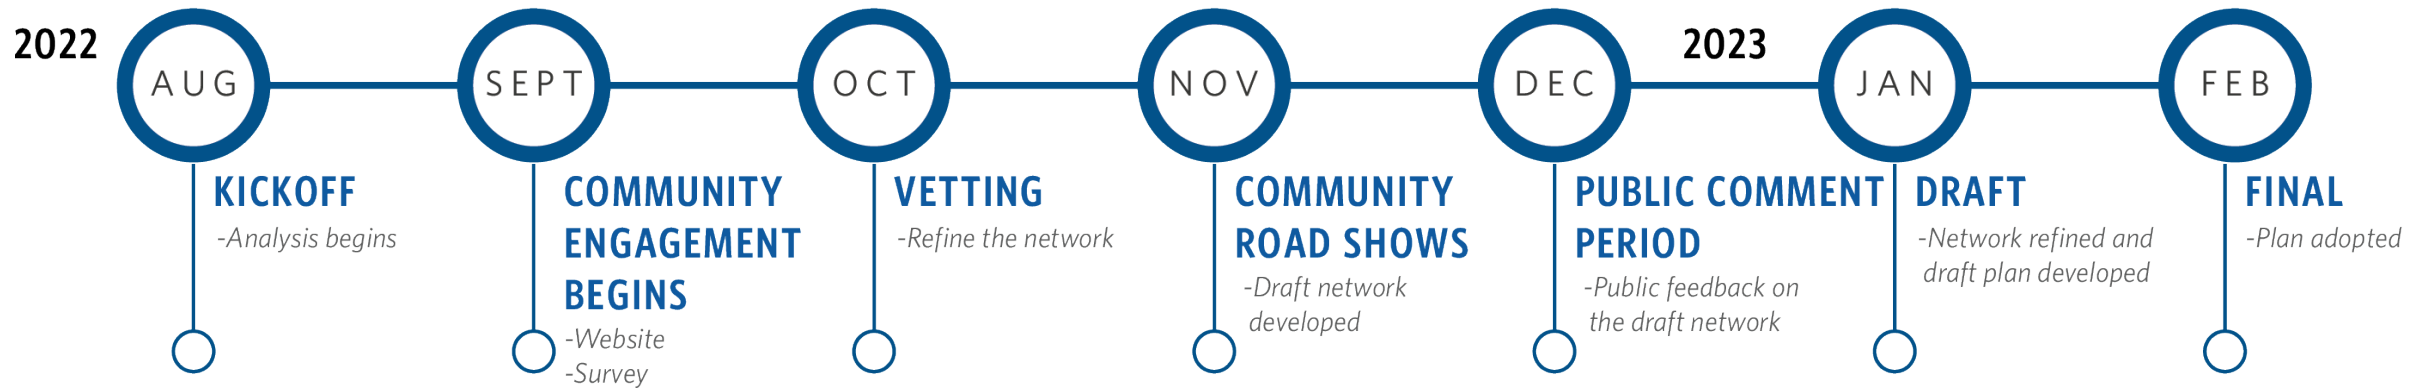 2022
AUG
SEPT
OCT
NOV
DEC
2023
JAN
FEB
KICKOFF
-Analysis begins
COMMUNITY
ENGAGEMENT
BEGINS
-Website
-Survey
VETTING
-Refine the network
COMMUNITY
ROAD SHOWS
-Draft network
developed
PUBLIC COMMENT
PERIOD
-Public feedback on
the draft network
DRAFT
-Network refined and
draft plan developed
FINAL
-Plan adopted